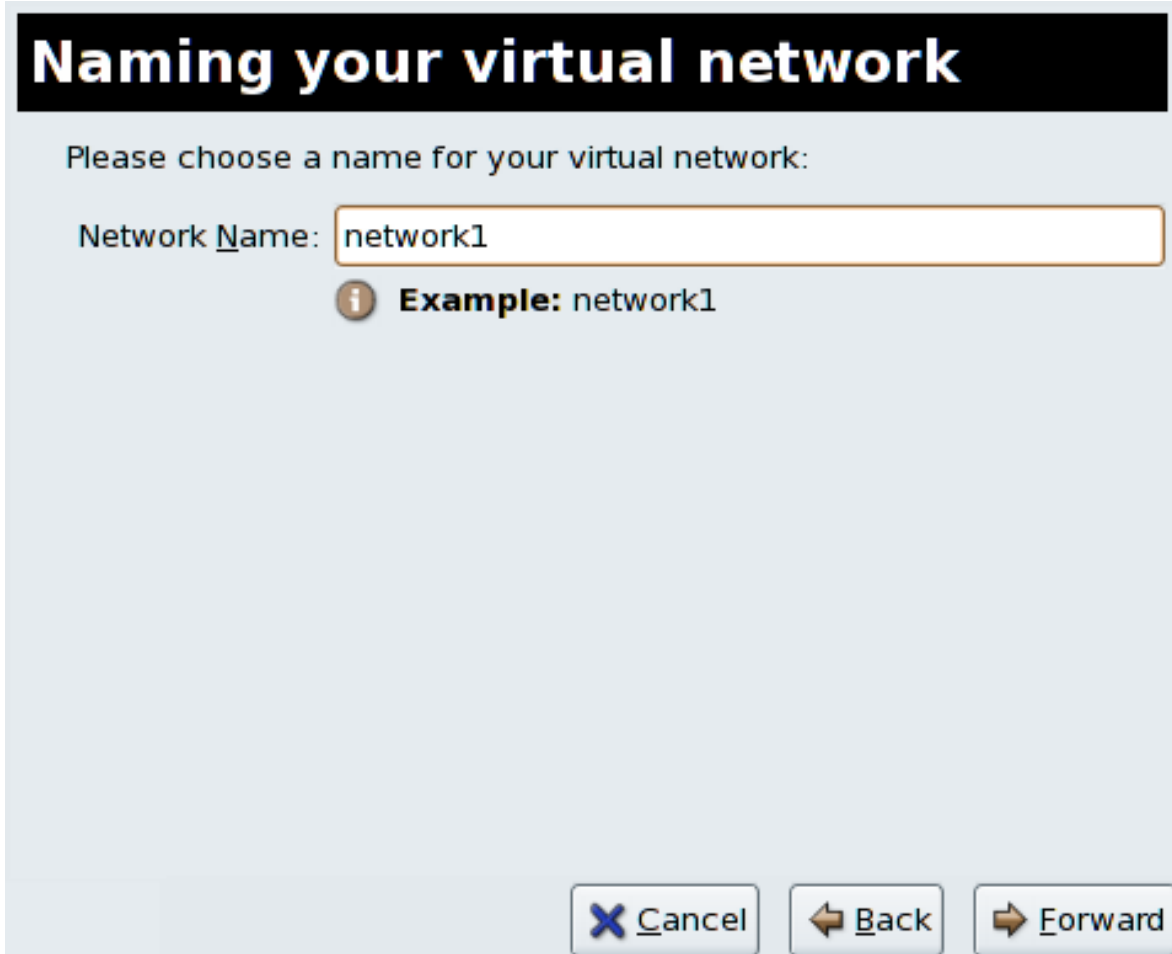 Naming your virtual network
Please choose a name for your virtual network:
Network Name: network1
Example: network1
Cancel Back Forward